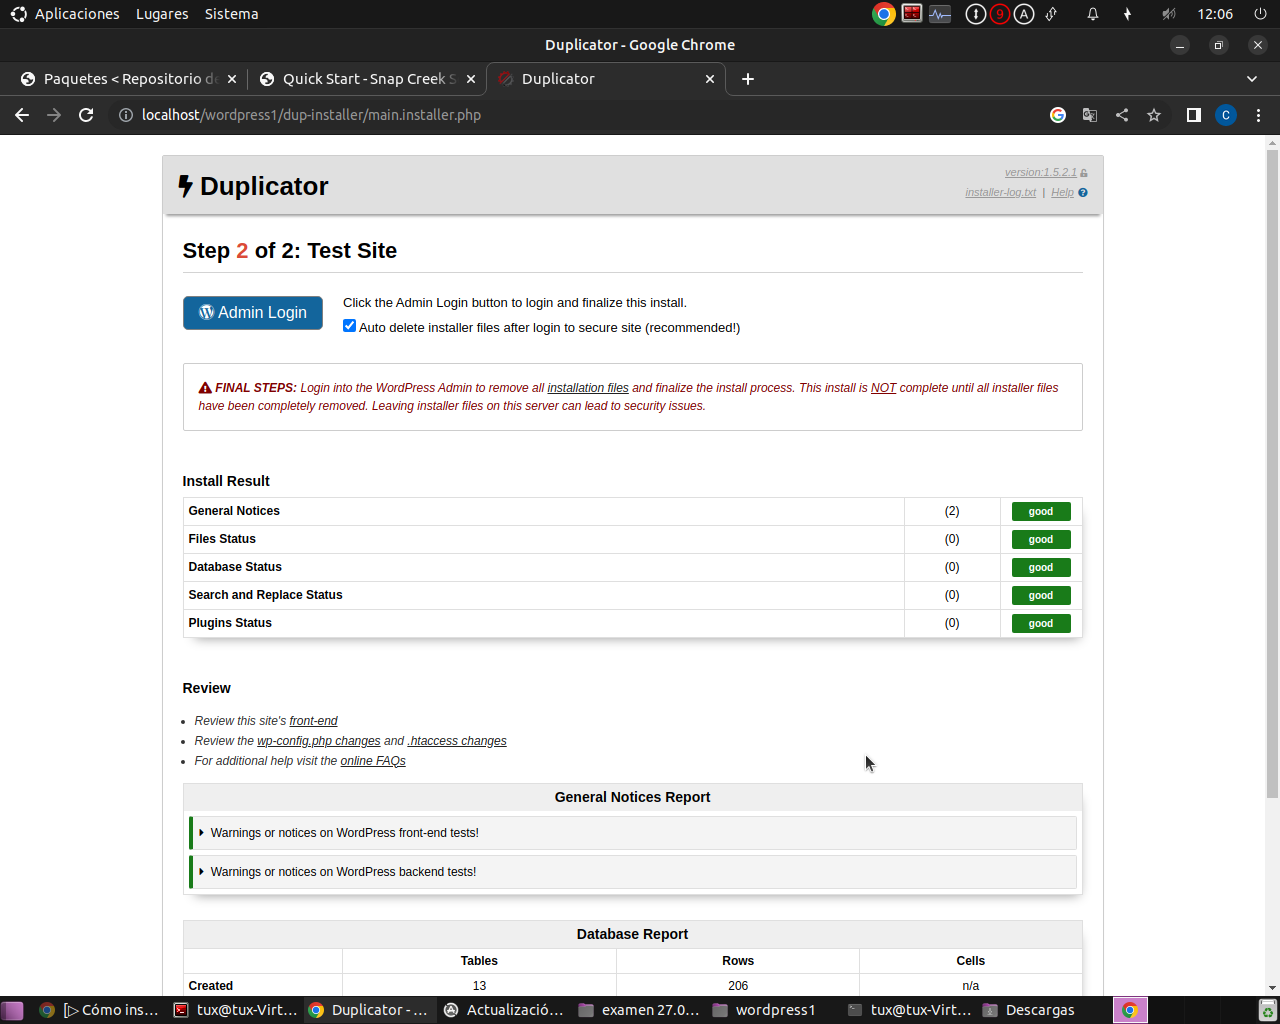 Aplicaciones Lugares Sistema 9 A 12:06
Duplicator - Google Chrome
Paquetes < Repositorio de Quick Start - Snap Creek S Duplicator
localhost/wordpress1/dup-installer/main.installer.php C
Duplicator
version:1.5.2.1
installer-log.txt | Help ?
Step 2 of 2: Test Site
Admin Login
Click the Admin Login button to login and finalize this install.
Auto delete installer files after login to secure site (recommended!)
FINAL STEPS: Login into the WordPress Admin to remove all installation files and finalize the install process. This install is NOT complete until all installer files
have been completely removed. Leaving installer files on this server can lead to security issues.
Install Result
General Notices (2) good
Files Status (0) good
Database Status (0) good
Search and Replace Status (0) good
Plugins Status (0) good
Review
• Review this site's front-end
• Review the wp-config.php changes and .htaccess changes
• For additional help visit the online FAQs
General Notices Report
Warnings or notices on WordPress front-end tests!
Warnings or notices on WordPress backend tests!
Database Report
Tables Rows Cells
Created 13 206 n/a
[▷ Cómo ins... tux@tux-Virt... Duplicator - ... Actualizació... examen 27.0... wordpress1 tux@tux-Virt... Descargas